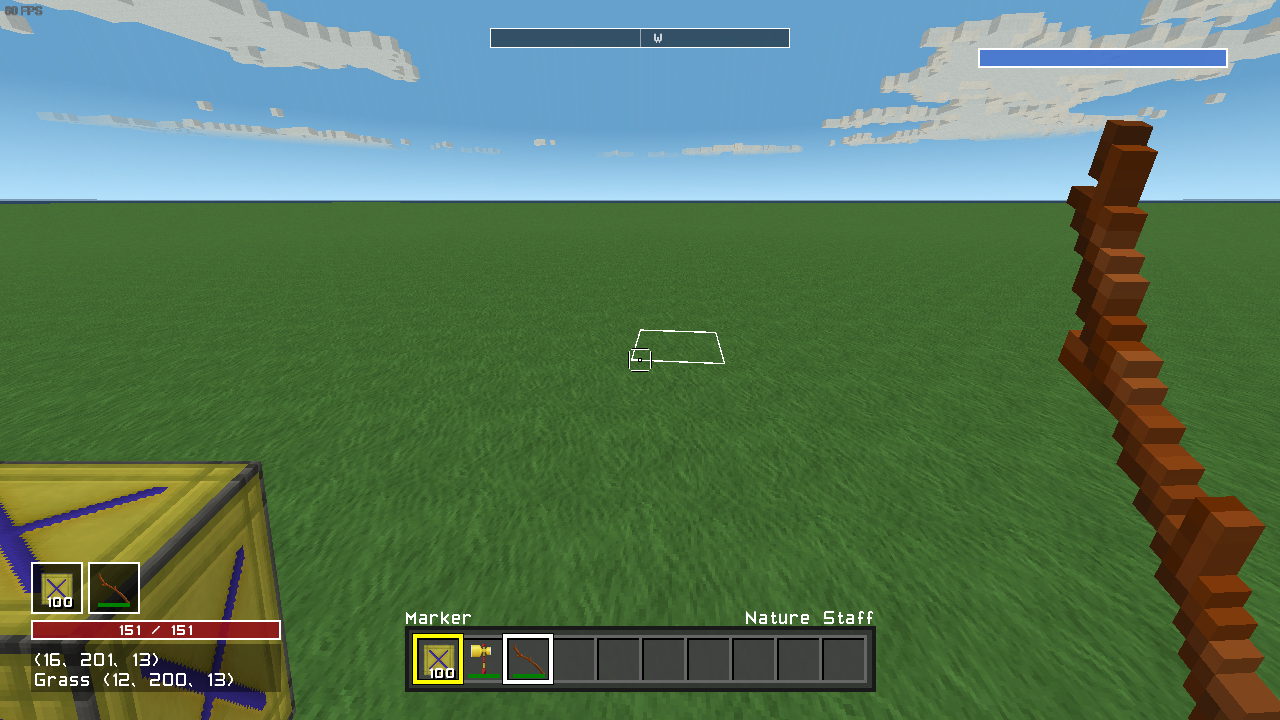 60 FPS
W
Marker
Nature Staff
100
100
151 / 151
(16, 201, 13)
Grass (12, 200, 13)